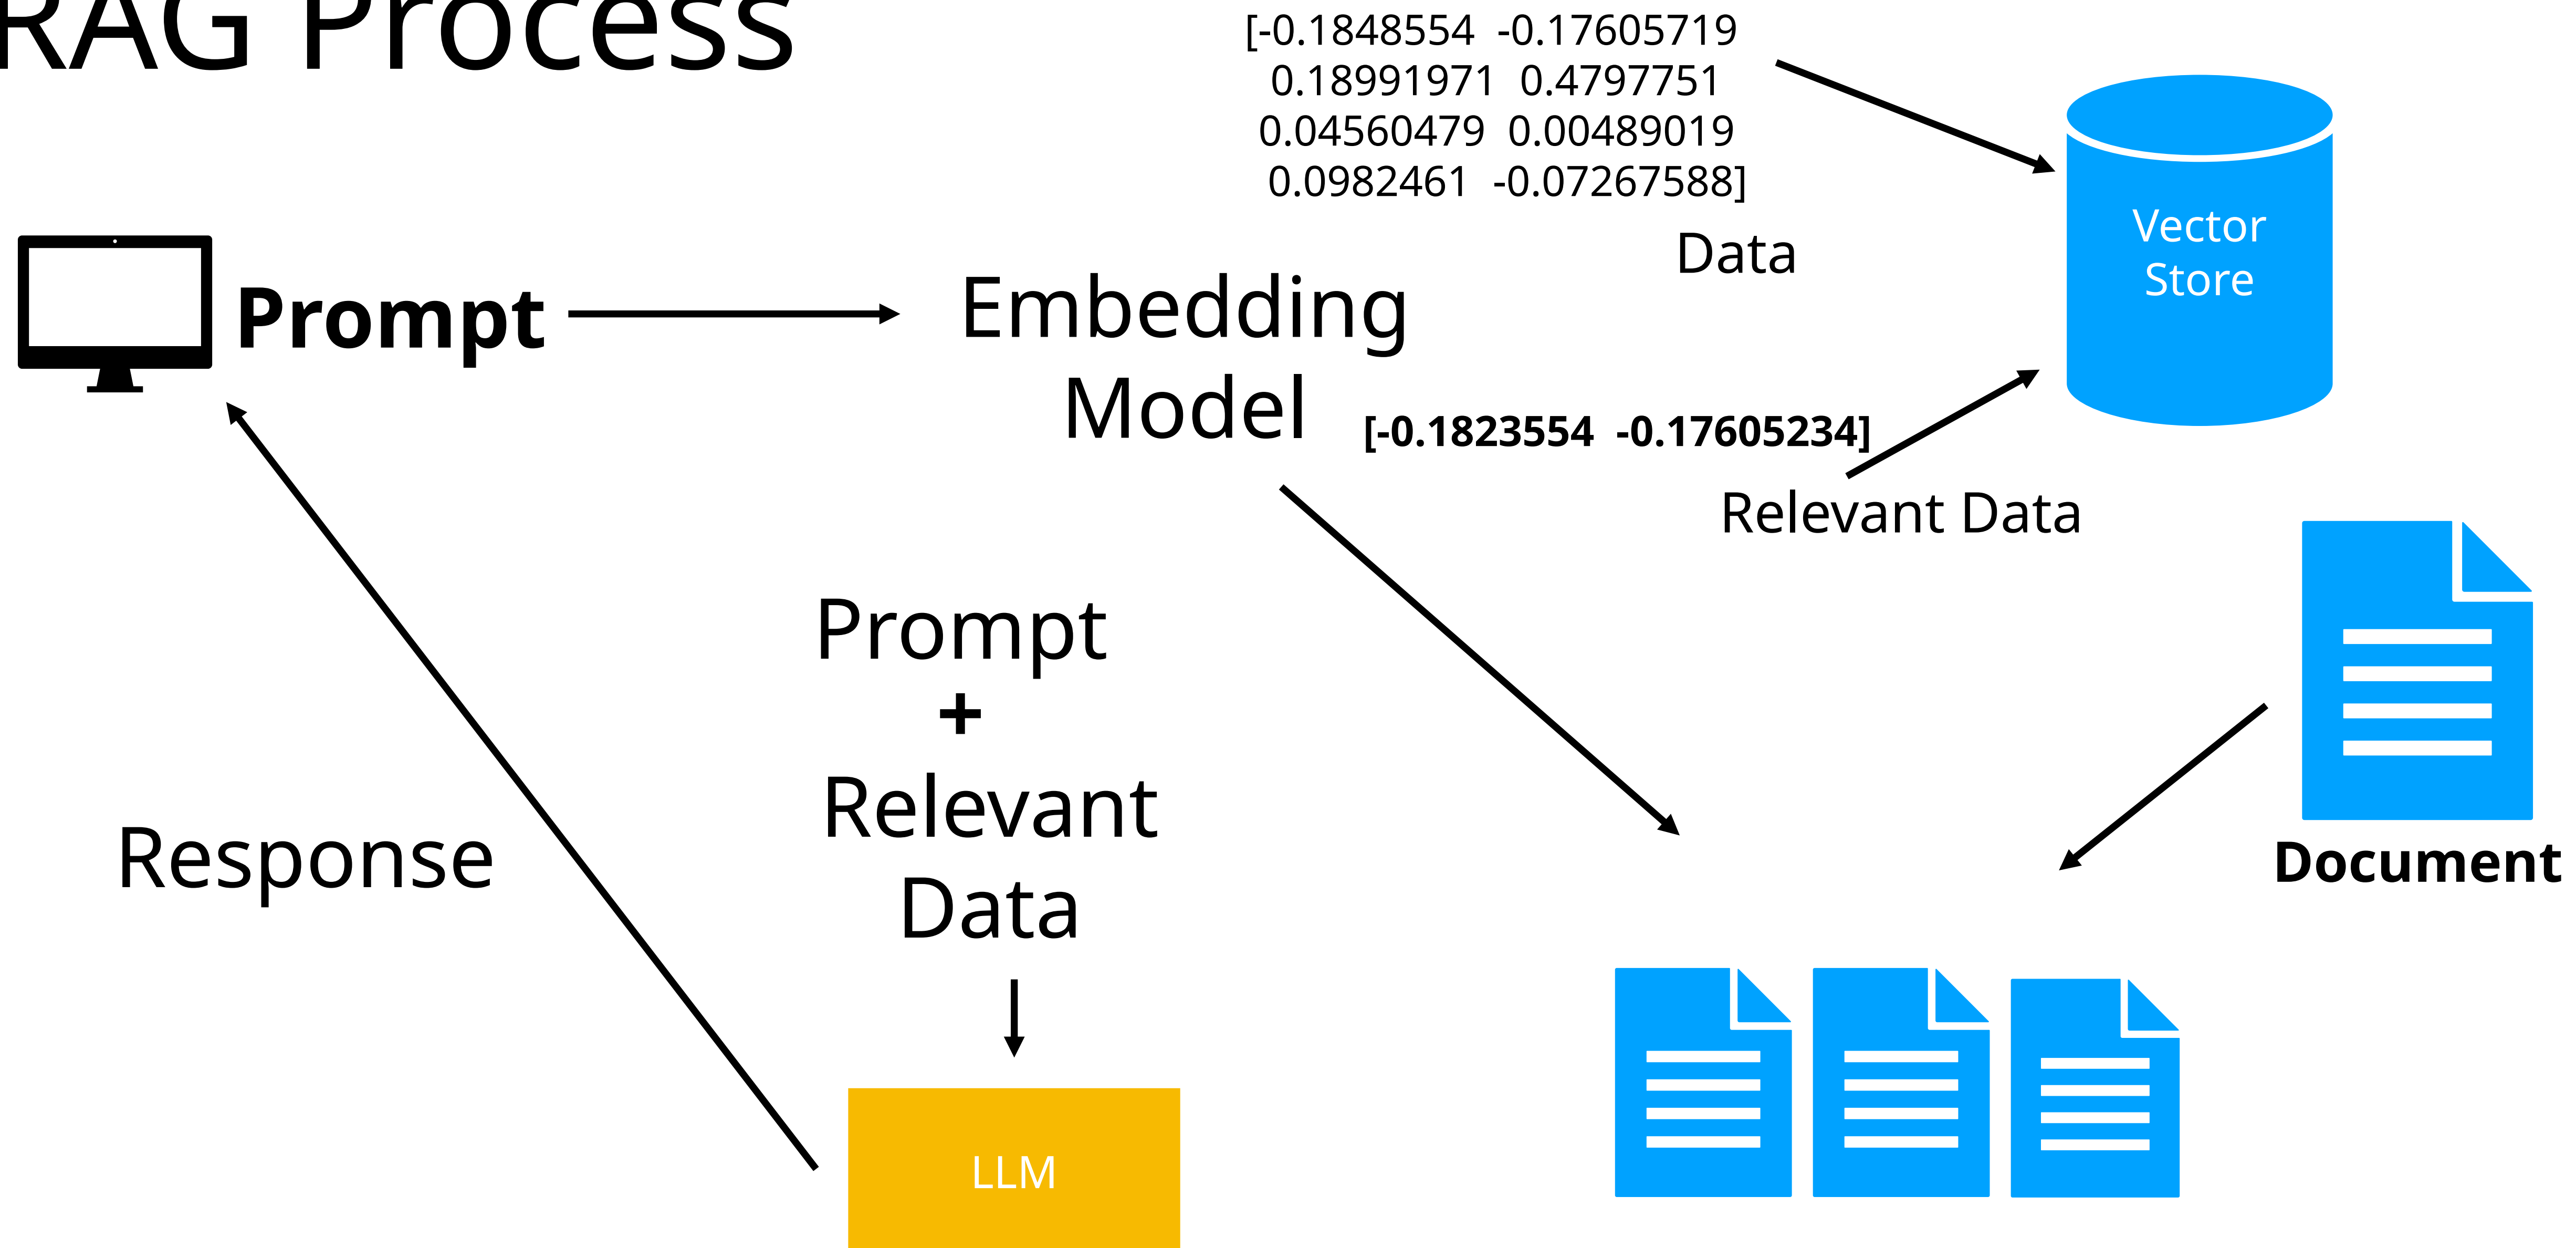 RAG Process
[-0.1848554 -0.17605719
0.18991971 0.4797751
0.04560479 0.00489019
0.0982461 -0.07267588]
Data
Vector
Store
Prompt
Embedding
Model
[-0.1823554 -0.17605234]
Relevant Data
Prompt
+
Relevant
Data
Response
Document
LLM